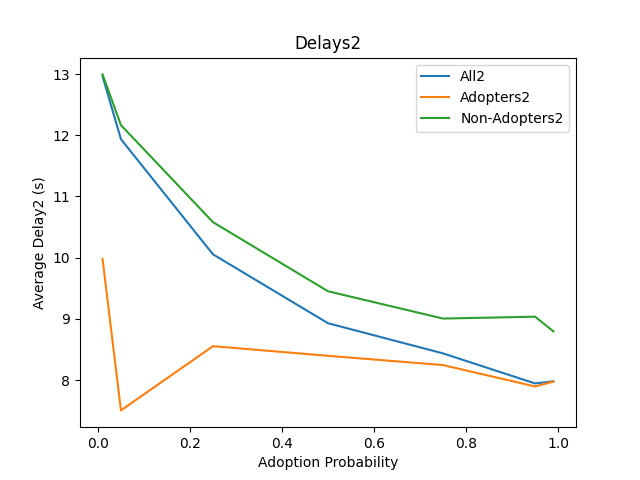 Delays2
All2
Adopters2
Non-Adopters2
Average Delay2 (s)
13
12
11
10
9
8
0.0 0.2 0.4 0.6 0.8 1.0
Adoption Probability